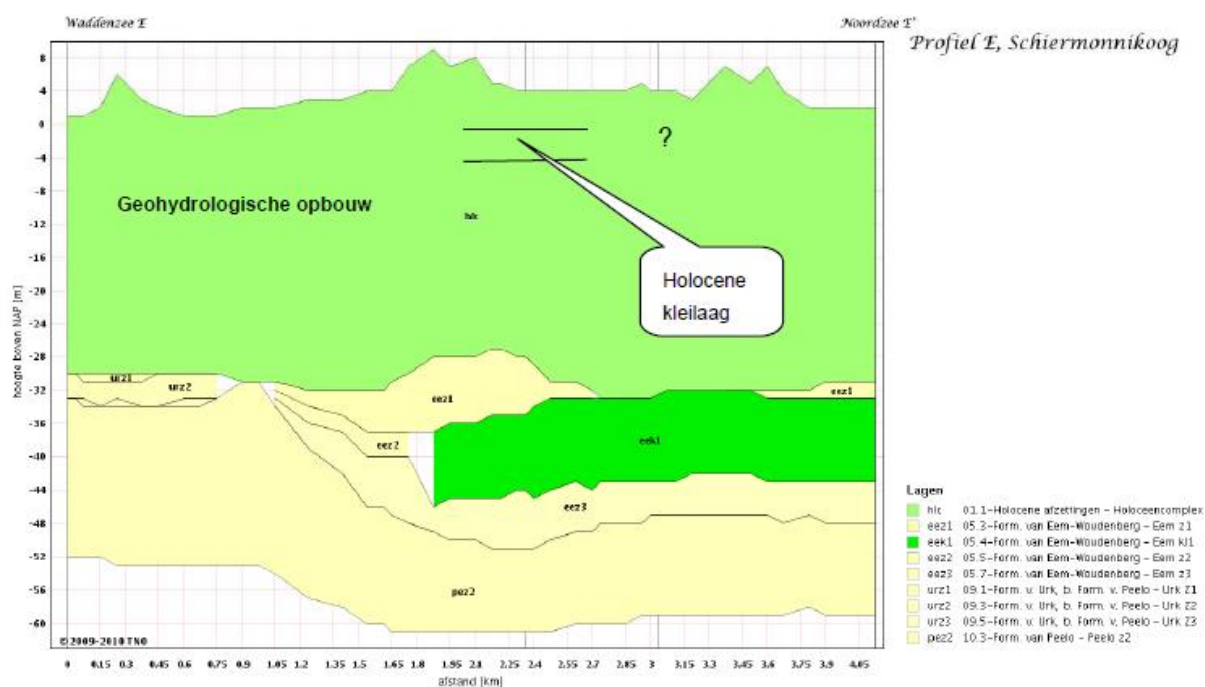 Waddenzee E
Noordzee E'
Profiel E, Schiermonnikoog
8
4
0
-4
-8
-12
-16
-20
-24
-28
-32
-36
-40
-44
-48
-52
-56
-60
hoogte boven NAP [m]
?
Geohydrologische opbouw
hlc
Holocene
kleilaag
urz1
urz2
eez1
eez1
eez2
eek1
eez3
pez2
©2009-2010 TNO
0 0.15 0.3 0.45 0.6 0.75 0.9 1.05 1.2 1.35 1.5 1.65 1.8 1.95 2.1 2.25 2.4 2.55 2.7 2.85 3 3.15 3.3 3.45 3.6 3.75 3.9 4.05
afstand [km]
Lagen
hlc 01.1-Holocene afzettingen - Holoceencomplex
eez1 05.3-Form. van Eem-Woudenberg - Eem z1
eek1 05.4-Form. van Eem-Woudenberg - Eem kl1
eez2 05.5-Form. van Eem-Woudenberg - Eem z2
eez3 05.7-Form. van Eem-Woudenberg - Eem z3
urz1 09.1-Form. v. Urk, b. Form. v. Peelo - Urk Z1
urz2 09.3-Form. v. Urk, b. Form. v. Peelo - Urk Z2
urz3 09.5-Form. v. Urk, b. Form. v. Peelo - Urk Z3
pez2 10.3-Form. van Peelo - Peelo z2